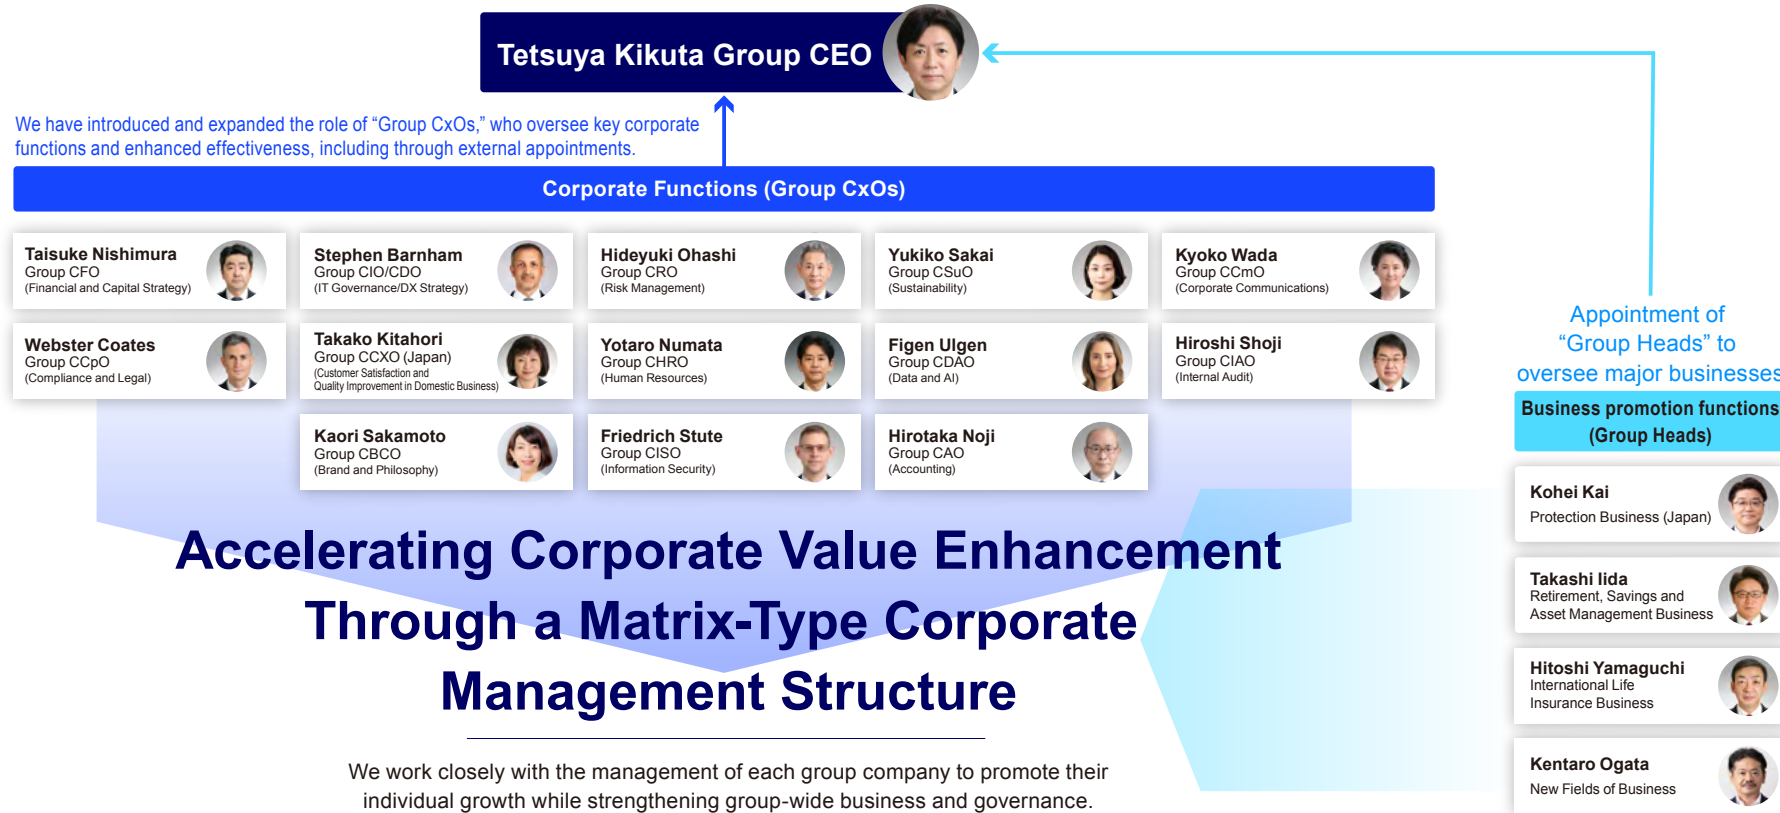 Tetsuya Kikuta Group CEO
We have introduced and expanded the role of “Group CxOs,” who oversee key corporate
functions and enhanced effectiveness, including through external appointments.
Corporate Functions (Group CxOs)
Taisuke Nishimura
Group CFO
(Financial and Capital Strategy)
Stephen Barnham
Group CIO/CDO
(IT Governance/DX Strategy)
Hideyuki Ohashi
Group CRO
(Risk Management)
Yukiko Sakai
Group CSuO
(Sustainability)
Kyoko Wada
Group CCmO
(Corporate Communications)
Webster Coates
Group CCpO
(Compliance and Legal)
Takako Kitahori
Group CCXO (Japan)
(Customer Satisfaction and
Quality Improvement in Domestic Business)
Yotaro Numata
Group CHRO
(Human Resources)
Figen Ulgen
Group CDAO
(Data and AI)
Hiroshi Shoji
Group CIAO
(Internal Audit)
Kaori Sakamoto
Group CBCO
(Brand and Philosophy)
Friedrich Stute
Group CISO
(Information Security)
Hirotaka Noji
Group CAO
(Accounting)
Appointment of
“Group Heads” to
oversee major businesses
Business promotion functions
(Group Heads)
Kohei Kai
Protection Business (Japan)
Takashi Iida
Retirement, Savings and
Asset Management Business
Hitoshi Yamaguchi
International Life
Insurance Business
Kentaro Ogata
New Fields of Business
Accelerating Corporate Value Enhancement
Through a Matrix-Type Corporate
Management Structure
We work closely with the management of each group company to promote their
individual growth while strengthening group-wide business and governance.